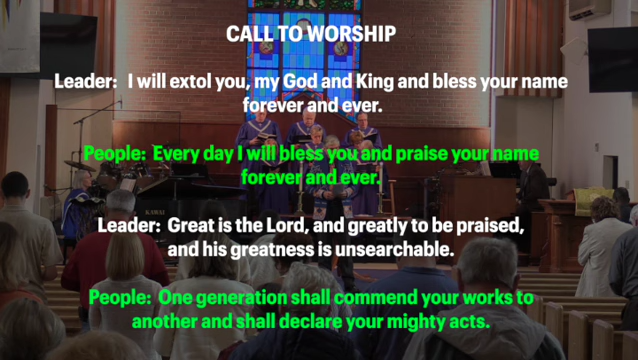 CALL TO WORSHIP
Leader: I will extol you, my God and King and bless your name
forever and ever.
People: Every day I will bless you and praise your name
forever and ever.
Leader: Great is the Lord, and greatly to be praised,
and his greatness is unsearchable.
People: One generation shall commend your works to
another and shall declare your mighty acts.
KAWAI